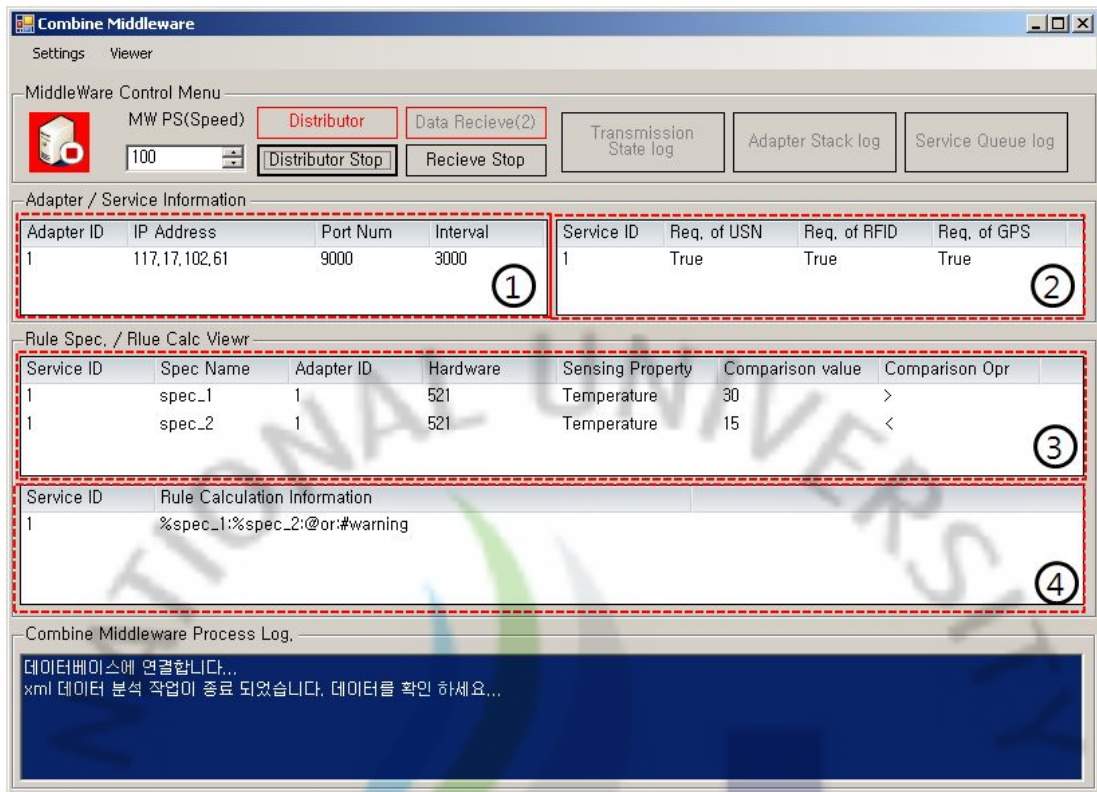 Combine Middleware
Settings Viewer
MiddleWare Control Menu
MW PS(Speed) Distributor Data Recieve(2) Transmission State log Adapter Stack log Service Queue log
100 Distributor Stop Recieve Stop
Adapter / Service Information
Adapter ID IP Address Port Num Interval Service ID Req. of USN Req. of RFID Req. of GPS
1 117.17.102.61 9000 3000 1 True True True
① ②
Rule Spec. / Rlue Calc Viewr
Service ID Spec Name Adapter ID Hardware Sensing Property Comparison value Comparison Opr
1 spec_1 1 521 Temperature 30 >
1 spec_2 1 521 Temperature 15 <
③
Service ID Rule Calculation Information
1 %spec_1:%spec_2:@or:#warning
④
Combine Middleware Process Log.
데이터베이스에 연결합니다...
xml 데이터 분석 작업이 종료 되었습니다. 데이터를 확인 하세요...
NATIONAL UNIVERSITY